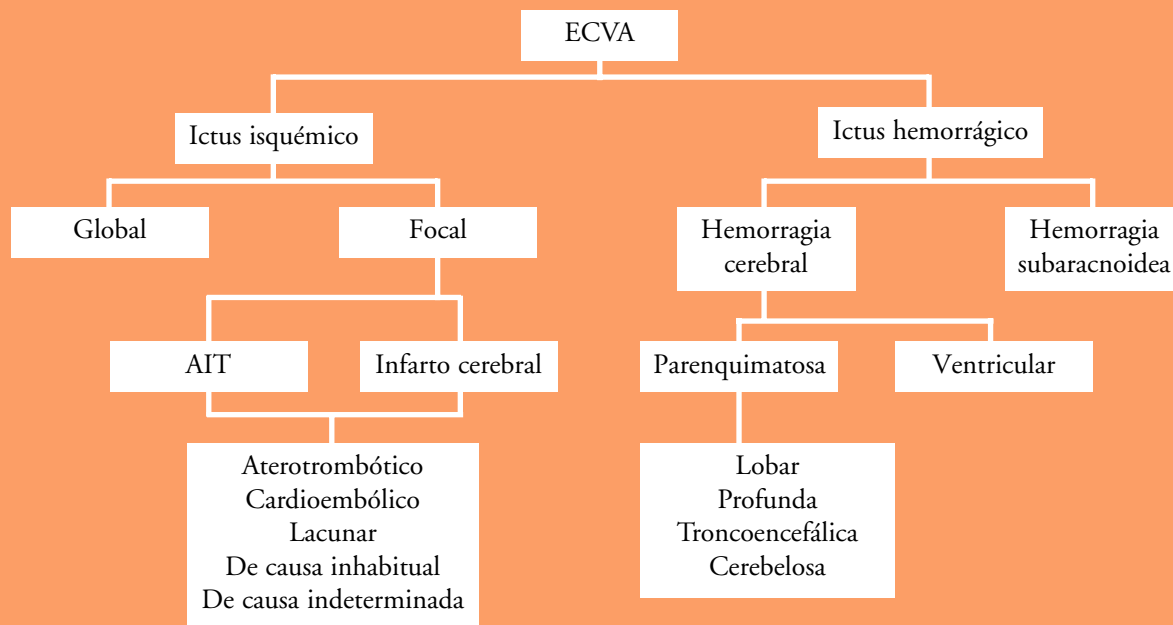 ECVA
Ictus isquémico
Ictus hemorrágico
Global
Focal
Hemorragia
cerebral
Hemorragia
subaracnoidea
AIT
Infarto cerebral
Parenquimatosa
Ventricular
Aterotrombótico
Cardioembólico
Lacunar
De causa inhabitual
De causa indeterminada
Lobar
Profunda
Troncoencefálica
Cerebelosa